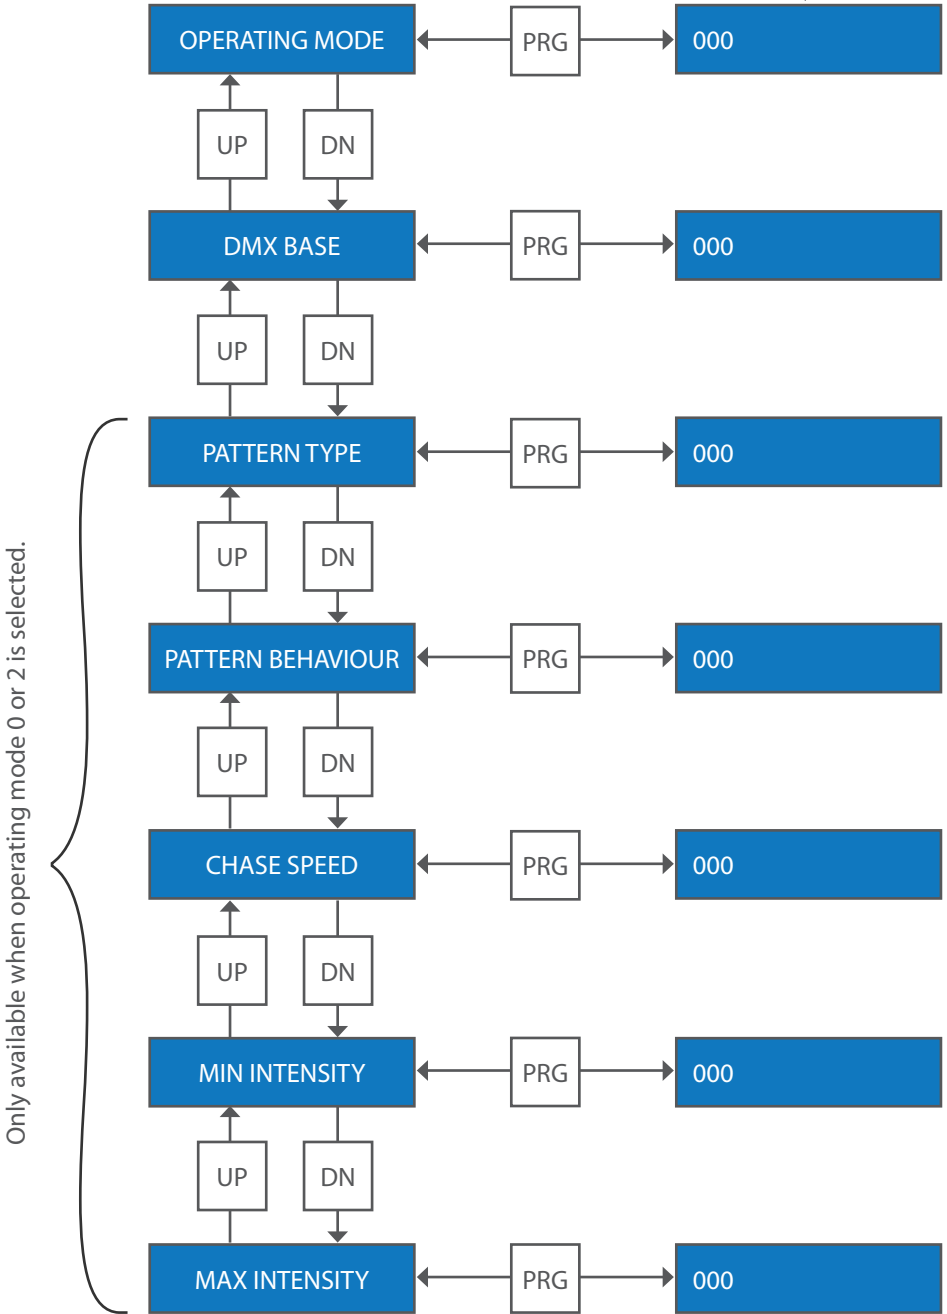 OPERATING MODE PRG 000
UP DN
DMX BASE PRG 000
UP DN
PATTERN TYPE PRG 000
UP DN
PATTERN BEHAVIOUR PRG 000
UP DN
CHASE SPEED PRG 000
UP DN
MIN INTENSITY PRG 000
UP DN
MAX INTENSITY PRG 000
Only available when operating mode 0 or 2 is selected.